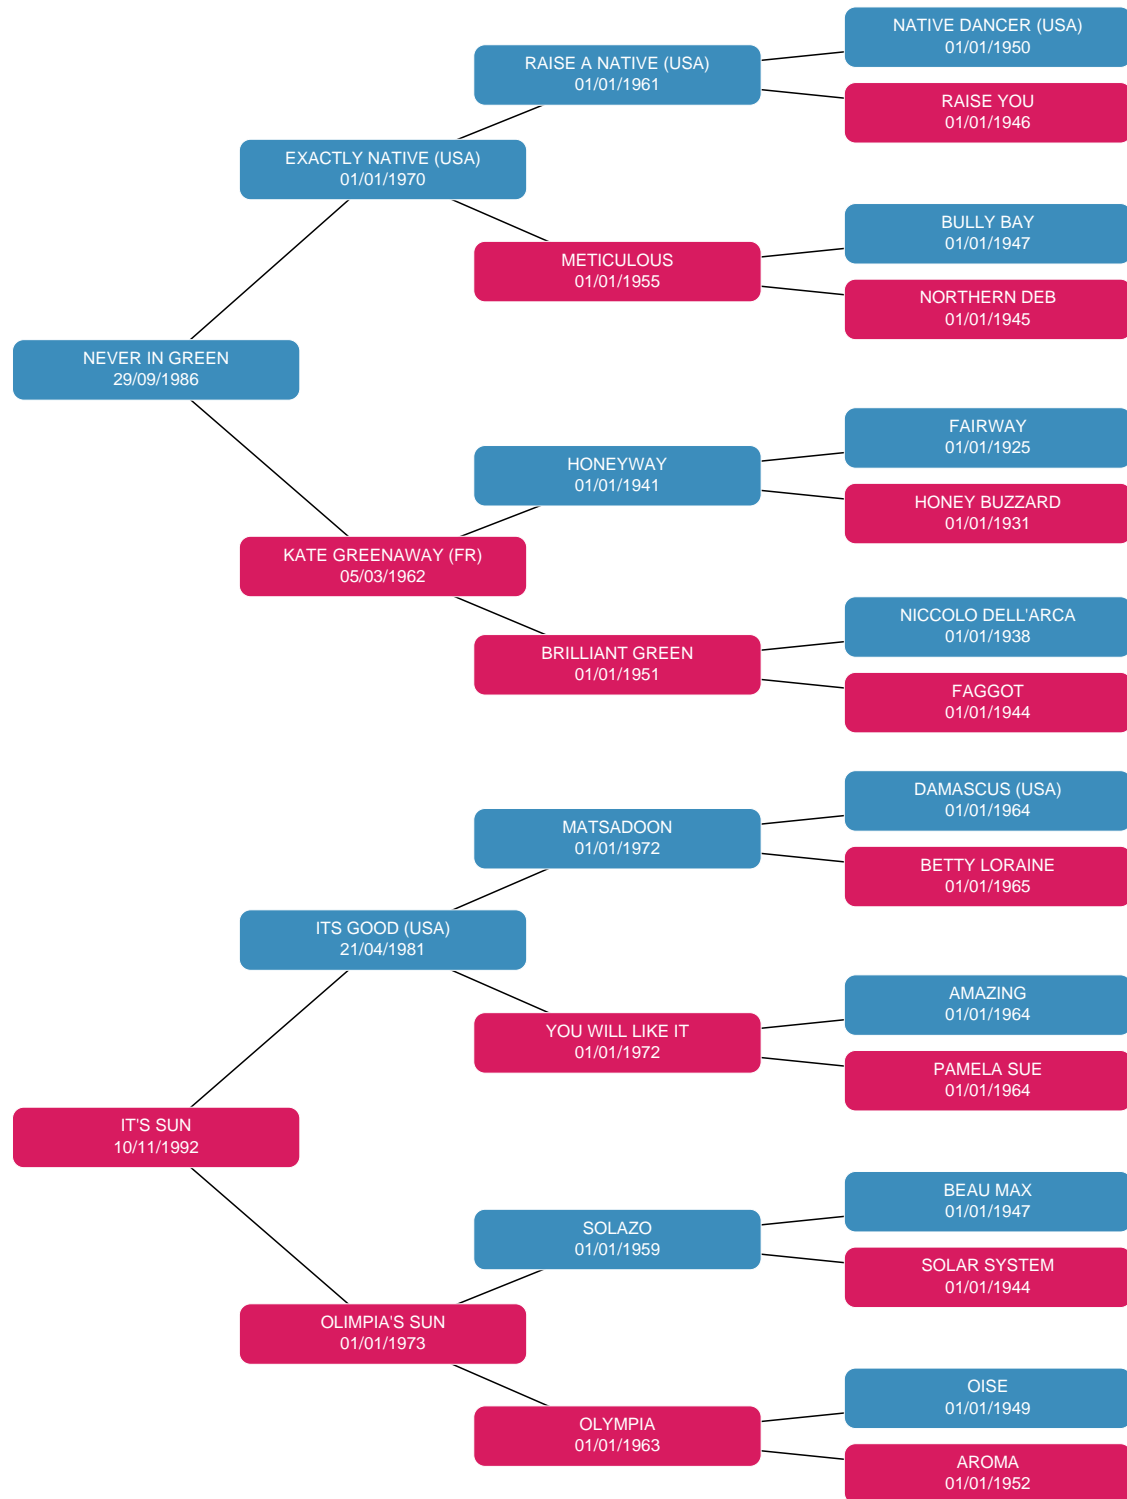 NATIVE DANCER (USA)
01/01/1950
RAISE A NATIVE (USA)
01/01/1961
RAISE YOU
01/01/1946
EXACTLY NATIVE (USA)
01/01/1970
BULLY BAY
01/01/1947
METICULOUS
01/01/1955
NORTHERN DEB
01/01/1945
NEVER IN GREEN
29/09/1986
FAIRWAY
01/01/1925
HONEYWAY
01/01/1941
HONEY BUZZARD
01/01/1931
KATE GREENAWAY (FR)
05/03/1962
NICCOLO DELL'ARCA
01/01/1938
BRILLIANT GREEN
01/01/1951
FAGGOT
01/01/1944
DAMASCUS (USA)
01/01/1964
MATSADOON
01/01/1972
BETTY LORAINE
01/01/1965
ITS GOOD (USA)
21/04/1981
AMAZING
01/01/1964
YOU WILL LIKE IT
01/01/1972
PAMELA SUE
01/01/1964
IT'S SUN
10/11/1992
BEAU MAX
01/01/1947
SOLAZO
01/01/1959
SOLAR SYSTEM
01/01/1944
OLIMPIA'S SUN
01/01/1973
OISE
01/01/1949
OLYMPIA
01/01/1963
AROMA
01/01/1952